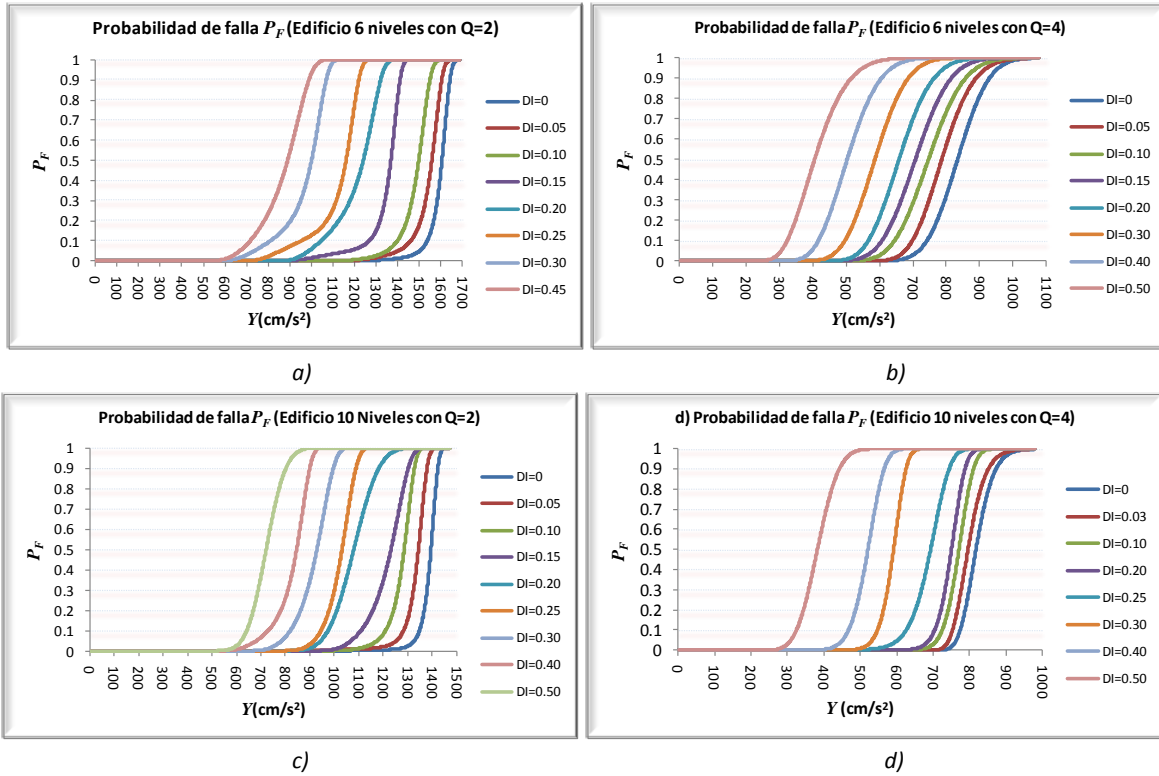 Probabilidad de falla P_F (Edificio 6 niveles con Q=2)
1
0.9
0.8
0.7
0.6
0.5
0.4
0.3
0.2
0.1
0
P_F
0
100
200
300
400
500
600
700
800
900
1000
1100
1200
1300
1400
1500
1600
1700
Y(cm/s²)
DI=0
DI=0.05
DI=0.10
DI=0.15
DI=0.20
DI=0.25
DI=0.30
DI=0.45
a)
Probabilidad de falla P_F (Edificio 6 niveles con Q=4)
1
0.9
0.8
0.7
0.6
0.5
0.4
0.3
0.2
0.1
0
P_F
0
100
200
300
400
500
600
700
800
900
1000
1100
Y(cm/s²)
DI=0
DI=0.05
DI=0.10
DI=0.15
DI=0.20
DI=0.30
DI=0.40
DI=0.50
b)
Probabilidad de falla P_F (Edificio 10 Niveles con Q=2)
1
0.9
0.8
0.7
0.6
0.5
0.4
0.3
0.2
0.1
0
P_F
0
100
200
300
400
500
600
700
800
900
1000
1100
1200
1300
1400
1500
Y(cm/s²)
DI=0
DI=0.05
DI=0.10
DI=0.15
DI=0.20
DI=0.25
DI=0.30
DI=0.40
DI=0.50
c)
d) Probabilidad de falla P_F (Edificio 10 niveles con Q=4)
1
0.9
0.8
0.7
0.6
0.5
0.4
0.3
0.2
0.1
0
P_F
0
100
200
300
400
500
600
700
800
900
1000
Y (cm/s²)
DI=0
DI=0.03
DI=0.10
DI=0.20
DI=0.25
DI=0.30
DI=0.40
DI=0.50
d)